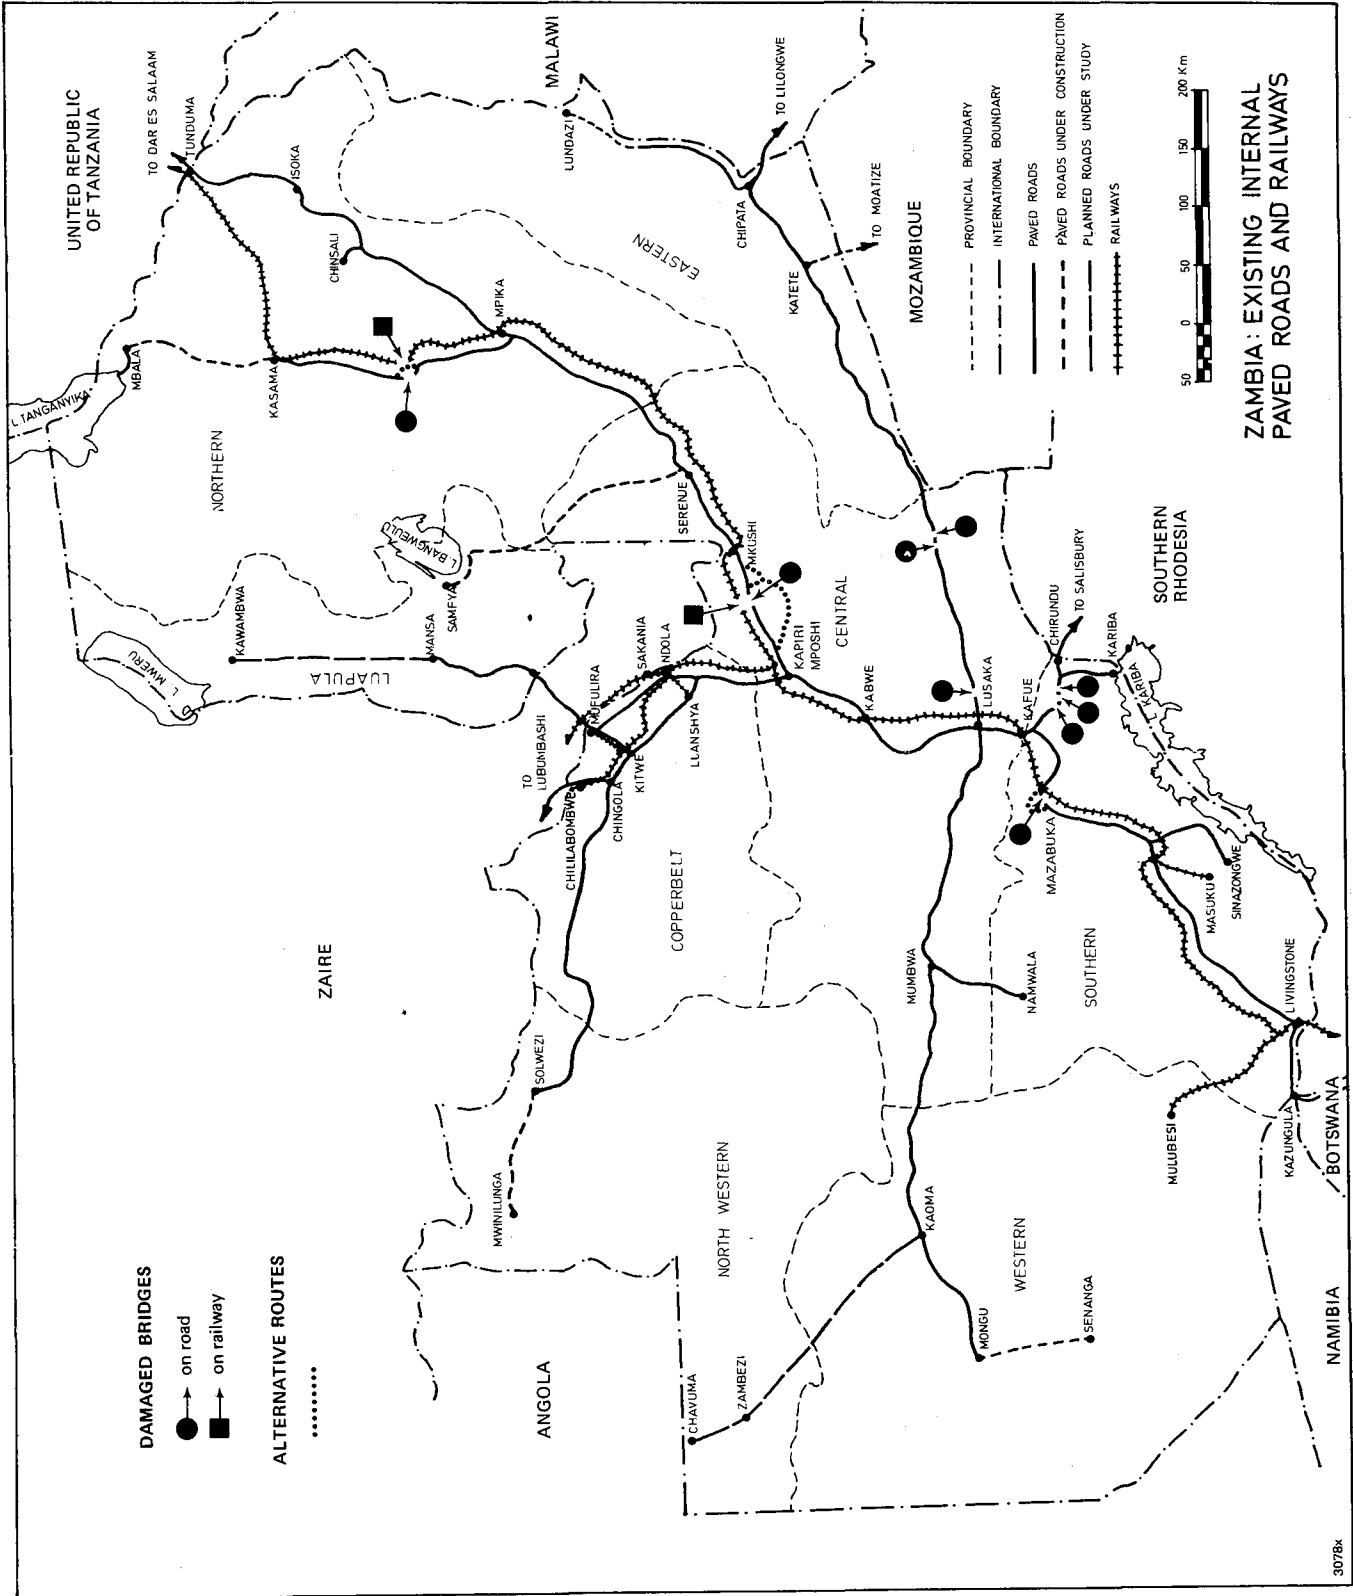 DAMAGED BRIDGES
on road
on railway
ALTERNATIVE ROUTES
UNITED REPUBLIC
OF TANZANIA
TO DAR ES SALAAM
TUNDUMA
ISOKA
CHINSALI
L. TANGANYIKA
MBALA
KASAMA
MPIKA
NORTHERN
L. MWERU
KAWAMBWA
L. BANGWEULU
SAMFYA
MANSA
LUAPULA
SERENJE
MKUSHI
EASTERN
MALAWI
LUNDAZI
CHIPATA
TO LILONGWE
KATETE
TO MOATIZE
MOZAMBIQUE
ZAIRE
TO
LUBUMBASHI
MUFULIRA
SAKANIA
NDOLA
CHILILABOMBWE
CHINGOLA
KITWE
LUANSHYA
KAPIRI
MPOSHI
CENTRAL
KABWE
COPPERBELT
SOLWEZI
MWINILUNGA
ANGOLA
NORTH WESTERN
CHAVUMA
ZAMBEZI
LUSAKA
KAFUE
CHIRUNDU
TO SALISBURY
KARIBA
L. KARIBA
SOUTHERN
RHODESIA
MAZABUKA
MUMBWA
NAMWALA
SOUTHERN
MASUKU
SINAZONGWE
LIVINGSTONE
KAOMA
MONGU
WESTERN
SENANGA
MULUBESI
KAZUNGULA
BOTSWANA
NAMIBIA
PROVINCIAL BOUNDARY
INTERNATIONAL BOUNDARY
PAVED ROADS
PAVED ROADS UNDER CONSTRUCTION
PLANNED ROADS UNDER STUDY
RAILWAYS
50 0 50 100 150 200 Km
ZAMBIA: EXISTING INTERNAL
PAVED ROADS AND RAILWAYS
3078x